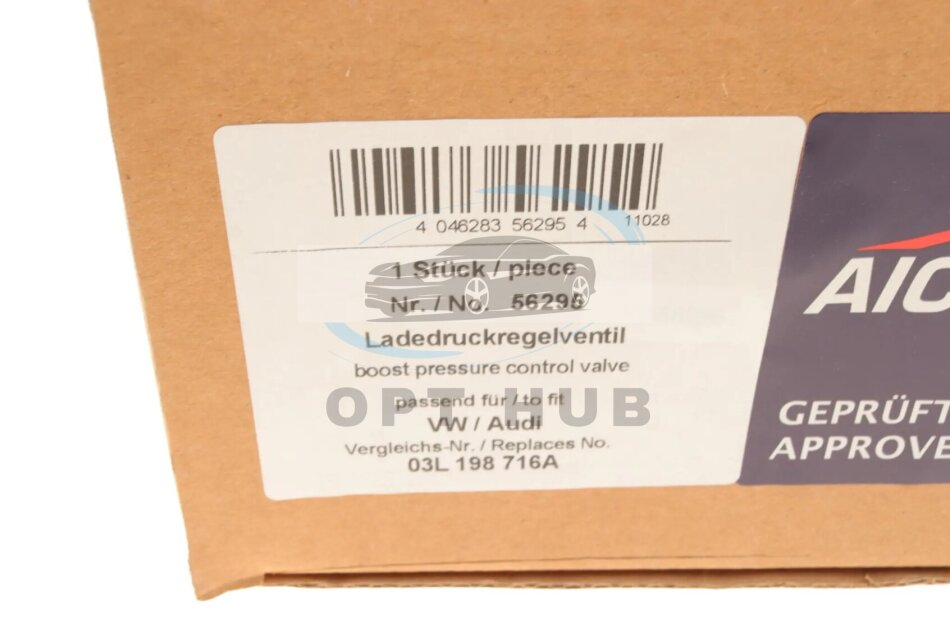 4 046283 56295 4
11028
1 Stück / piece
Nr. / No. 56295
Ladedruckregelventil
boost pressure control valve
passend für / to fit
VW / Audi
Vergleichs-Nr. / Replaces No.
03L 198 716A
OPT HUB
AIC
GEPRÜFT
APPROVE